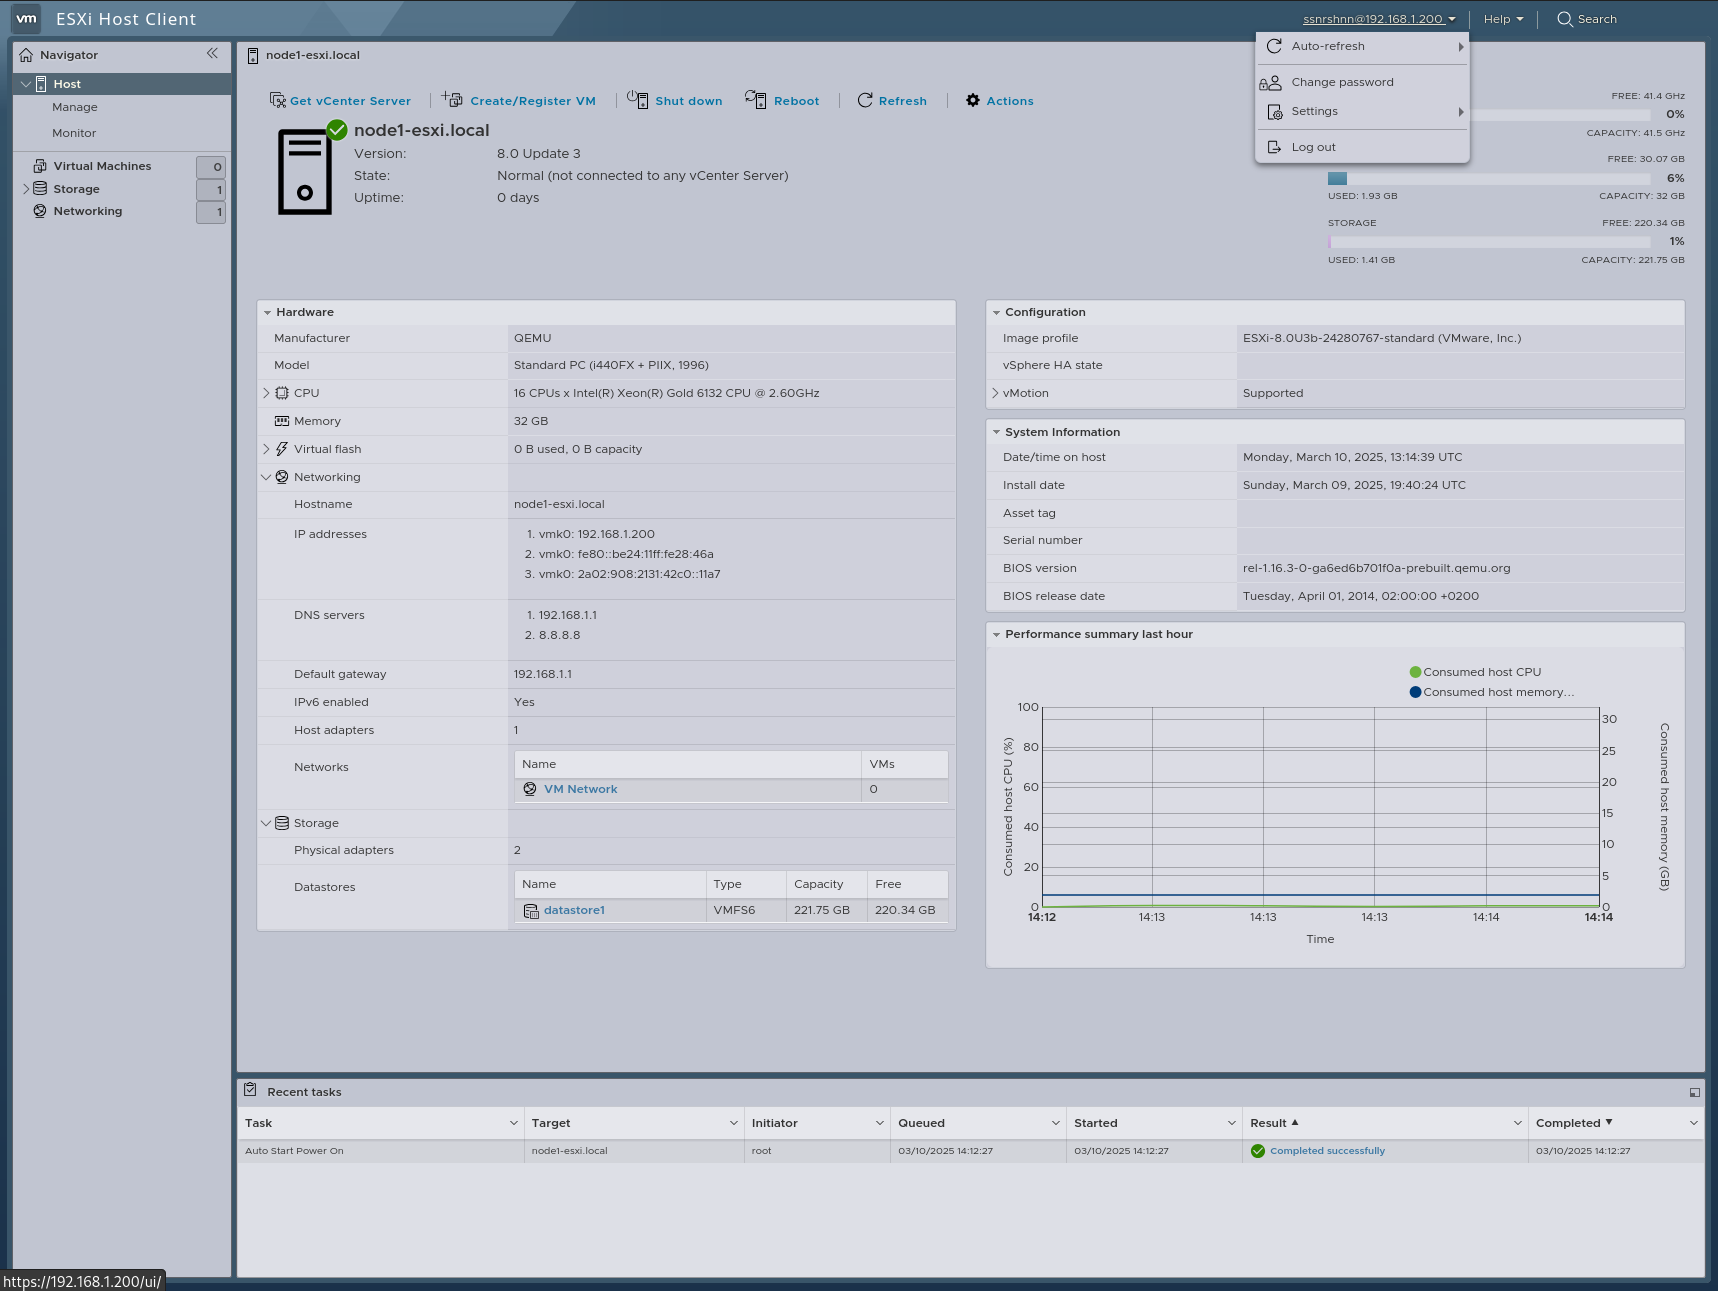 vm ESXi Host Client
ssnrshnn@192.168.1.200 Help Search
Navigator
Host
Manage
Monitor
Virtual Machines 0
Storage 1
Networking 1
node1-esxi.local
Get vCenter Server Create/Register VM Shut down Reboot Refresh Actions
Auto-refresh
Change password
Settings
Log out
node1-esxi.local
Version: 8.0 Update 3
State: Normal (not connected to any vCenter Server)
Uptime: 0 days
FREE: 41.4 GHZ
0%
CAPACITY: 41.5 GHZ
FREE: 30.07 GB
6%
USED: 1.93 GB CAPACITY: 32 GB
STORAGE FREE: 220.34 GB
1%
USED: 1.41 GB CAPACITY: 221.75 GB
Hardware
Manufacturer QEMU
Model Standard PC (i440FX + PIIX, 1996)
CPU 16 CPUs x Intel(R) Xeon(R) Gold 6132 CPU @ 2.60GHz
Memory 32 GB
Virtual flash 0 B used, 0 B capacity
Networking
Hostname node1-esxi.local
IP addresses 1. vmk0: 192.168.1.200
2. vmk0: fe80::be24:11ff:fe28:46a
3. vmk0: 2a02:908:2131:42c0::11a7
DNS servers 1. 192.168.1.1
2. 8.8.8.8
Default gateway 192.168.1.1
IPv6 enabled Yes
Host adapters 1
Networks
Name VMs
VM Network 0
Storage
Physical adapters 2
Datastores
Name Type Capacity Free
datastore1 VMFS6 221.75 GB 220.34 GB
Configuration
Image profile ESXi-8.0U3b-24280767-standard (VMware, Inc.)
vSphere HA state
vMotion Supported
System Information
Date/time on host Monday, March 10, 2025, 13:14:39 UTC
Install date Sunday, March 09, 2025, 19:40:24 UTC
Asset tag
Serial number
BIOS version rel-1.16.3-0-ga6ed6b701f0a-prebuilt.qemu.org
BIOS release date Tuesday, April 01, 2014, 02:00:00 +0200
Performance summary last hour
Consumed host CPU
Consumed host memory...
Consumed host CPU (%)
100
80
60
40
20
0
30
25
20
15
10
5
0
Consumed host memory (GB)
14:12 14:13 14:13 14:13 14:14 14:14
Time
Recent tasks
Task Target Initiator Queued Started Result ▲ Completed ▼
Auto Start Power On node1-esxi.local root 03/10/2025 14:12:27 03/10/2025 14:12:27 Completed successfully 03/10/2025 14:12:27
https://192.168.1.200/ui/